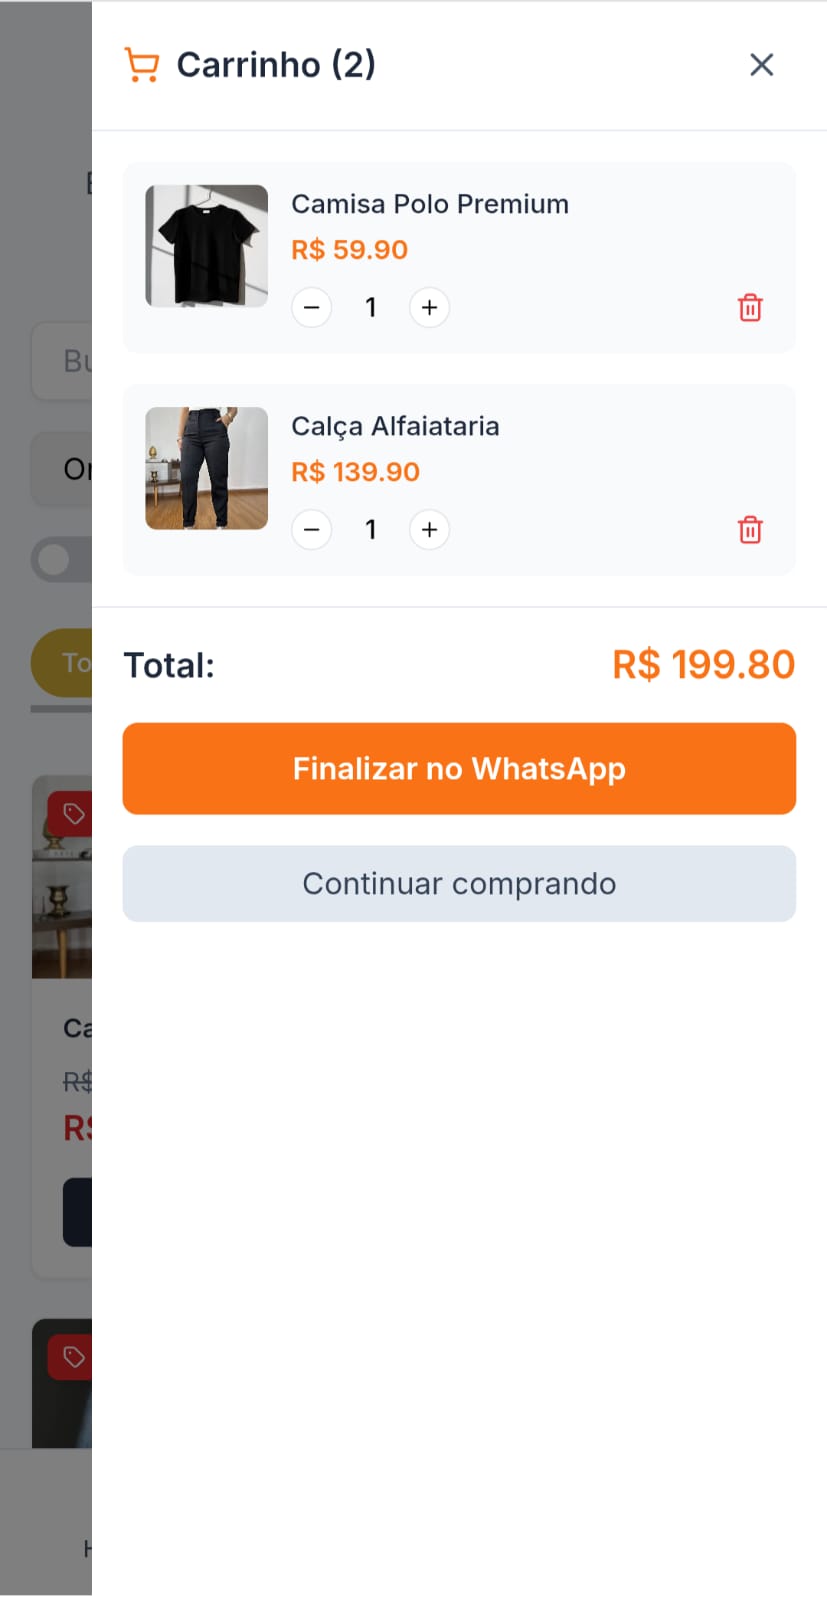 Carrinho (2)
Camisa Polo Premium
R$ 59.90
1
Calça Alfaiataria
R$ 139.90
1
Total:
R$ 199.80
Finalizar no WhatsApp
Continuar comprando
Bu
Or
To
Ca
R$
R$